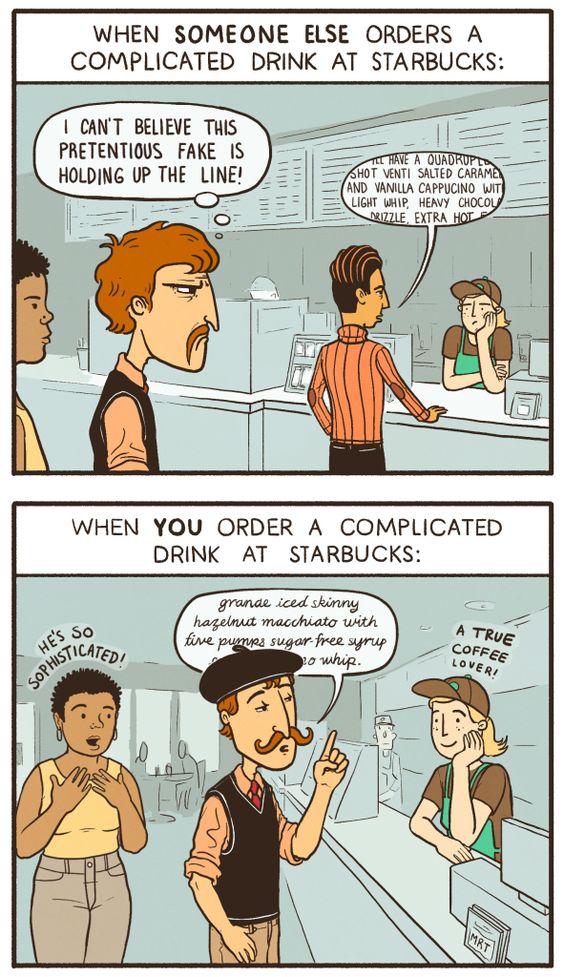 WHEN SOMEONE ELSE ORDERS A
COMPLICATED DRINK AT STARBUCKS:
I CAN'T BELIEVE THIS
PRETENTIOUS FAKE IS
HOLDING UP THE LINE!
HAVE A QUADRUPLE
SHOT VENTI SALTED CARAMEL
AND VANILLA CAPPUCINO WITH
LIGHT WHIP, HEAVY CHOCOLA
DRIZZLE, EXTRA HOT
WHEN YOU ORDER A COMPLICATED
DRINK AT STARBUCKS:
grande iced skinny
hazelnut macchiato with
five pumps sugar-free syrup
no whip.
HE'S SO
SOPHISTICATED!
A TRUE
COFFEE
LOVER!
MRT